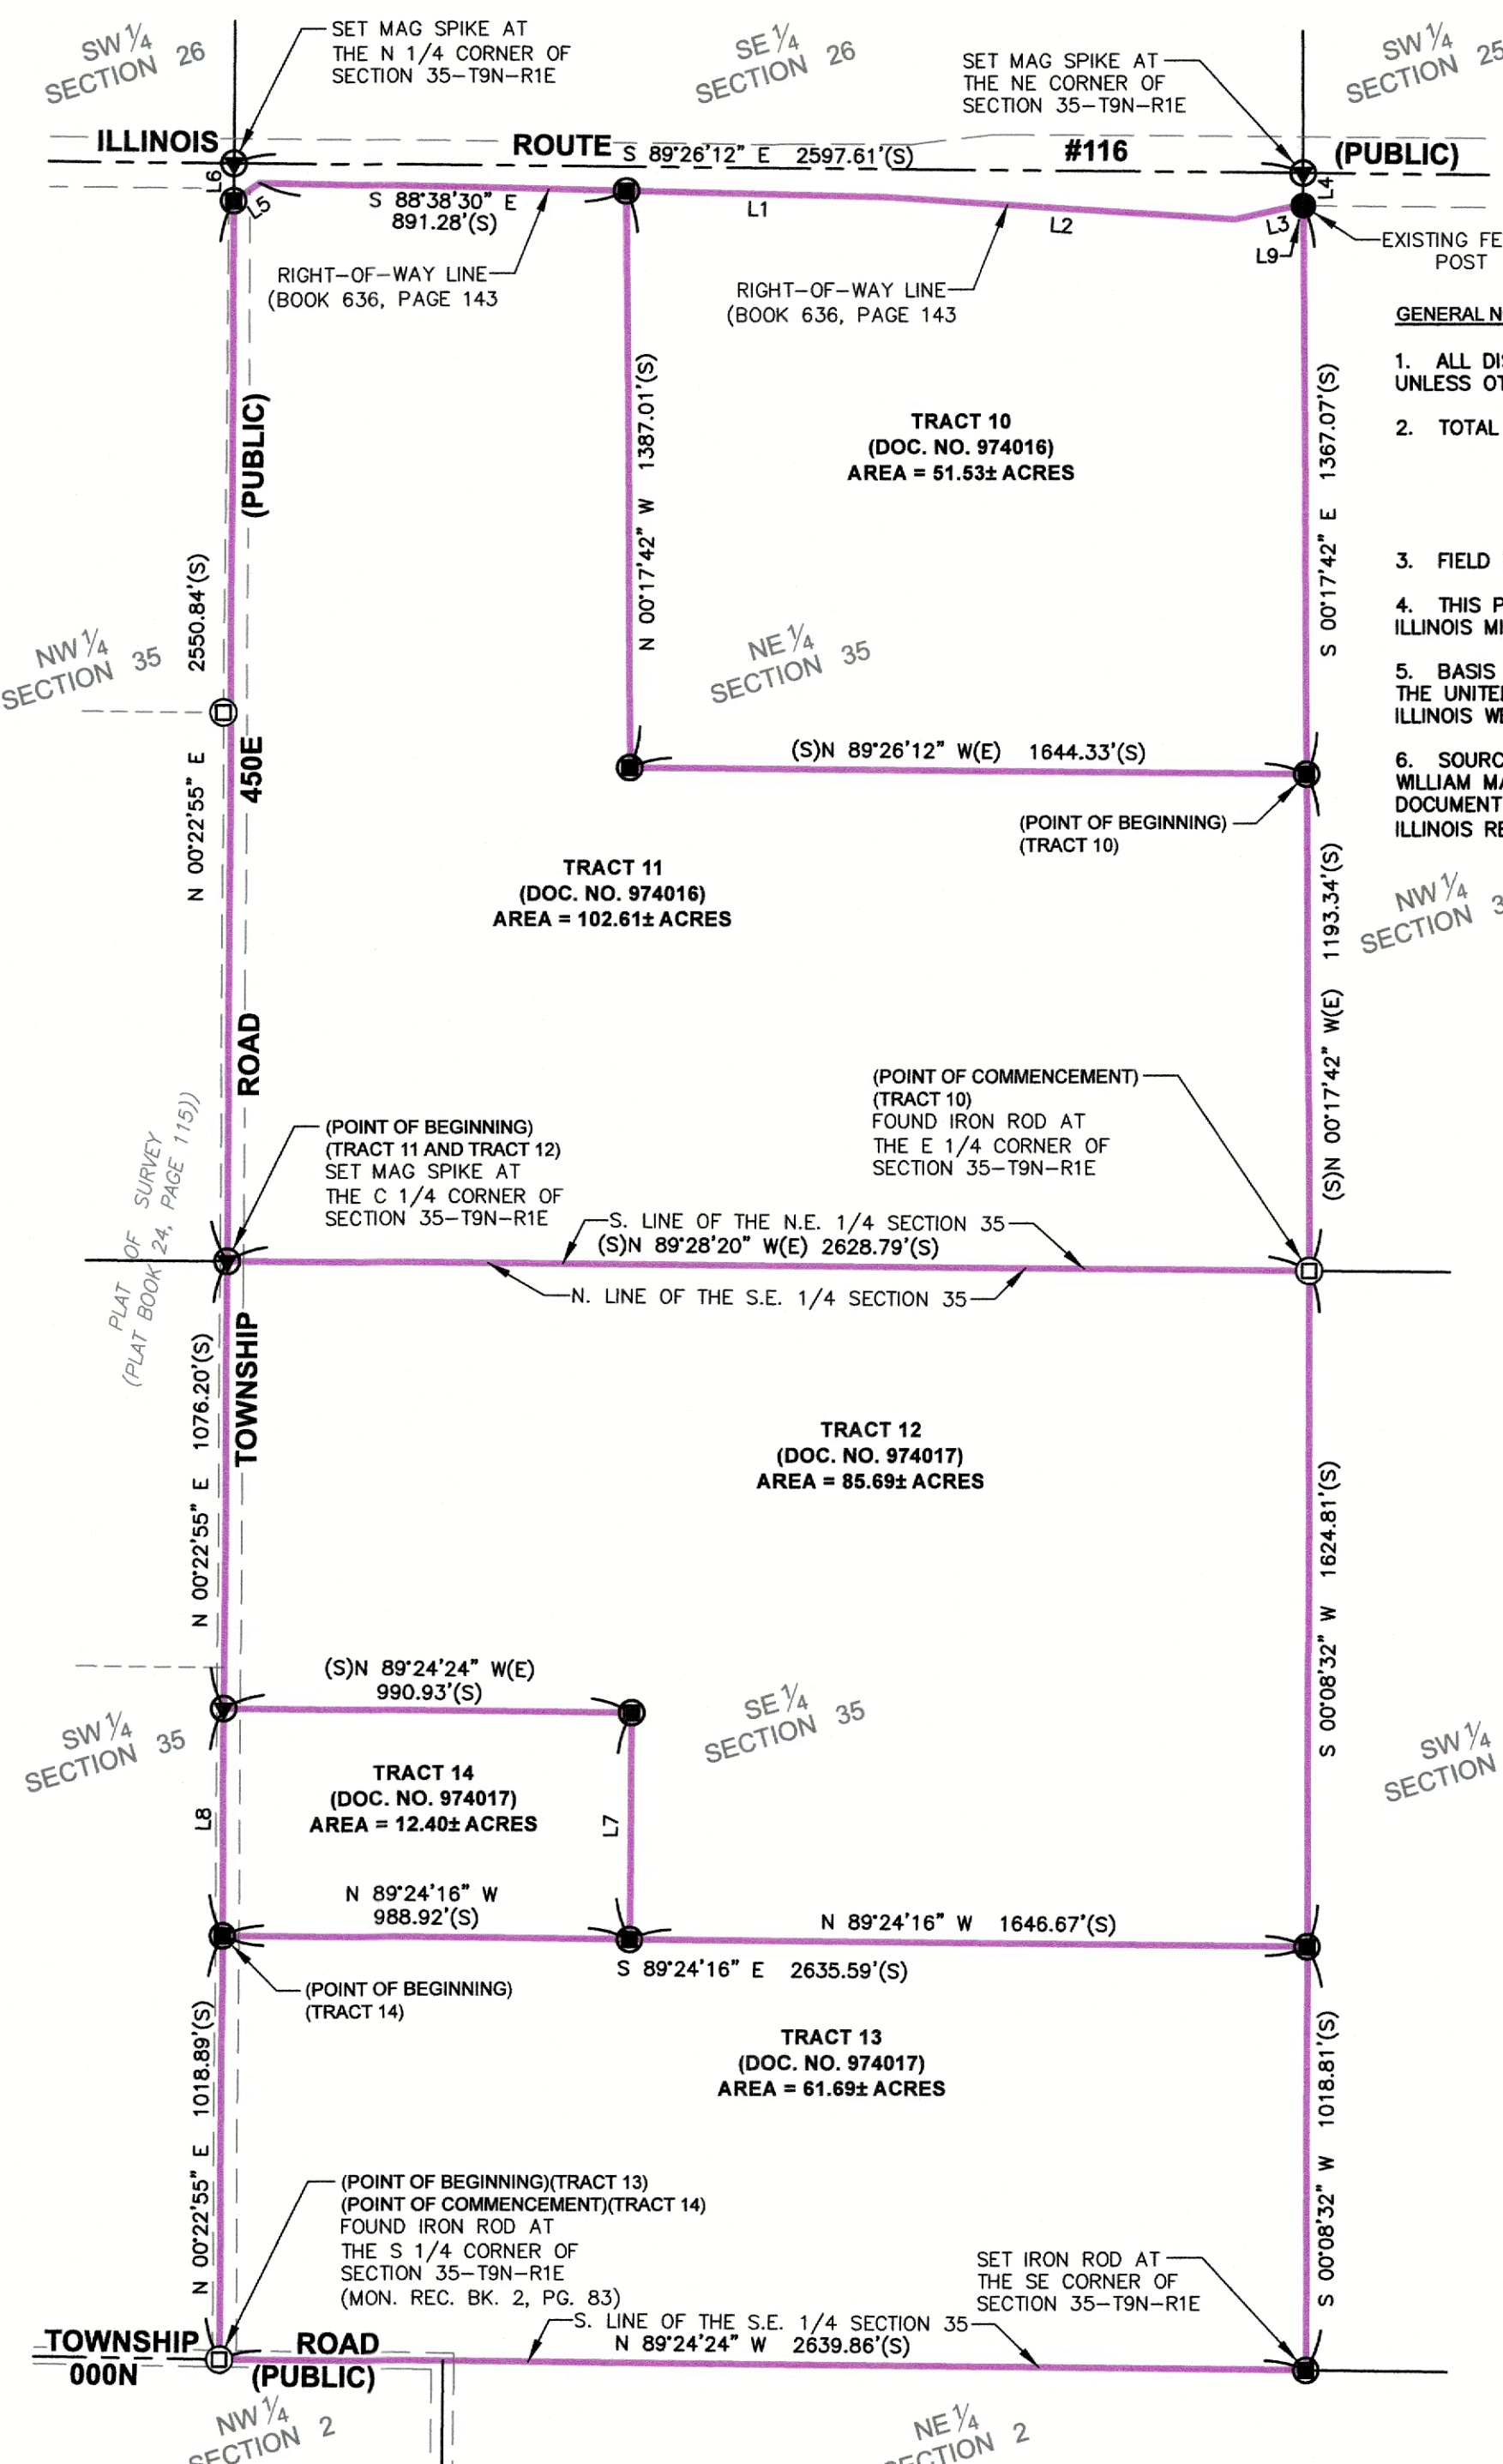 SW 1/4
SECTION 26
SET MAG SPIKE AT
THE N 1/4 CORNER OF
SECTION 35-T9N-R1E
SE 1/4
SECTION 26
SET MAG SPIKE AT
THE NE CORNER OF
SECTION 35-T9N-R1E
SW 1/4
SECTION 25
ILLINOIS ROUTE #116 (PUBLIC)
S 89°26'12" E 2597.61'(S)
L6
L5
S 88°38'30" E
891.28'(S)
L1
L2
L3
L4
L9
EXISTING FE
POST
RIGHT-OF-WAY LINE
(BOOK 636, PAGE 143
RIGHT-OF-WAY LINE
(BOOK 636, PAGE 143
GENERAL N
1. ALL DIS
UNLESS OT
2. TOTAL
3. FIELD
4. THIS P
ILLINOIS MI
5. BASIS
THE UNITE
ILLINOIS WE
6. SOURC
WILLIAM MA
DOCUMENT
ILLINOIS RE
(PUBLIC)
N 00°17'42" W 1387.01'(S)
TRACT 10
(DOC. NO. 974016)
AREA = 51.53± ACRES
S 00°17'42" E 1367.07'(S)
NW 1/4
SECTION 35
N 00°22'55" E 2550.84'(S)
450E
NE 1/4
SECTION 35
(S)N 89°26'12" W(E) 1644.33'(S)
(POINT OF BEGINNING)
(TRACT 10)
TRACT 11
(DOC. NO. 974016)
AREA = 102.61± ACRES
NW 1/4
SECTION 3
(S)N 00°17'42" W(E) 1193.34'(S)
ROAD
PLAT OF SURVEY
(PLAT BOOK 24, PAGE 115))
(POINT OF BEGINNING)
(TRACT 11 AND TRACT 12)
SET MAG SPIKE AT
THE C 1/4 CORNER OF
SECTION 35-T9N-R1E
(POINT OF COMMENCEMENT)
(TRACT 10)
FOUND IRON ROD AT
THE E 1/4 CORNER OF
SECTION 35-T9N-R1E
S. LINE OF THE N.E. 1/4 SECTION 35
(S)N 89°28'20" W(E) 2628.79'(S)
N. LINE OF THE S.E. 1/4 SECTION 35
TOWNSHIP
N 00°22'55" E 1076.20'(S)
TRACT 12
(DOC. NO. 974017)
AREA = 85.69± ACRES
S 00°08'32" W 1624.81'(S)
(S)N 89°24'24" W(E)
990.93'(S)
SW 1/4
SECTION 35
SE 1/4
SECTION 35
SW 1/4
SECTION
TRACT 14
(DOC. NO. 974017)
AREA = 12.40± ACRES
L8
L7
N 89°24'16" W
988.92'(S)
N 89°24'16" W 1646.67'(S)
S 89°24'16" E 2635.59'(S)
(POINT OF BEGINNING)
(TRACT 14)
N 00°22'55" E 1018.89'(S)
TRACT 13
(DOC. NO. 974017)
AREA = 61.69± ACRES
S 00°08'32" W 1018.81'(S)
(POINT OF BEGINNING)(TRACT 13)
(POINT OF COMMENCEMENT)(TRACT 14)
FOUND IRON ROD AT
THE S 1/4 CORNER OF
SECTION 35-T9N-R1E
(MON. REC. BK. 2, PG. 83)
SET IRON ROD AT
THE SE CORNER OF
SECTION 35-T9N-R1E
S. LINE OF THE S.E. 1/4 SECTION 35
N 89°24'24" W 2639.86'(S)
TOWNSHIP ROAD
000N (PUBLIC)
NW 1/4
SECTION 2
NE 1/4
SECTION 2